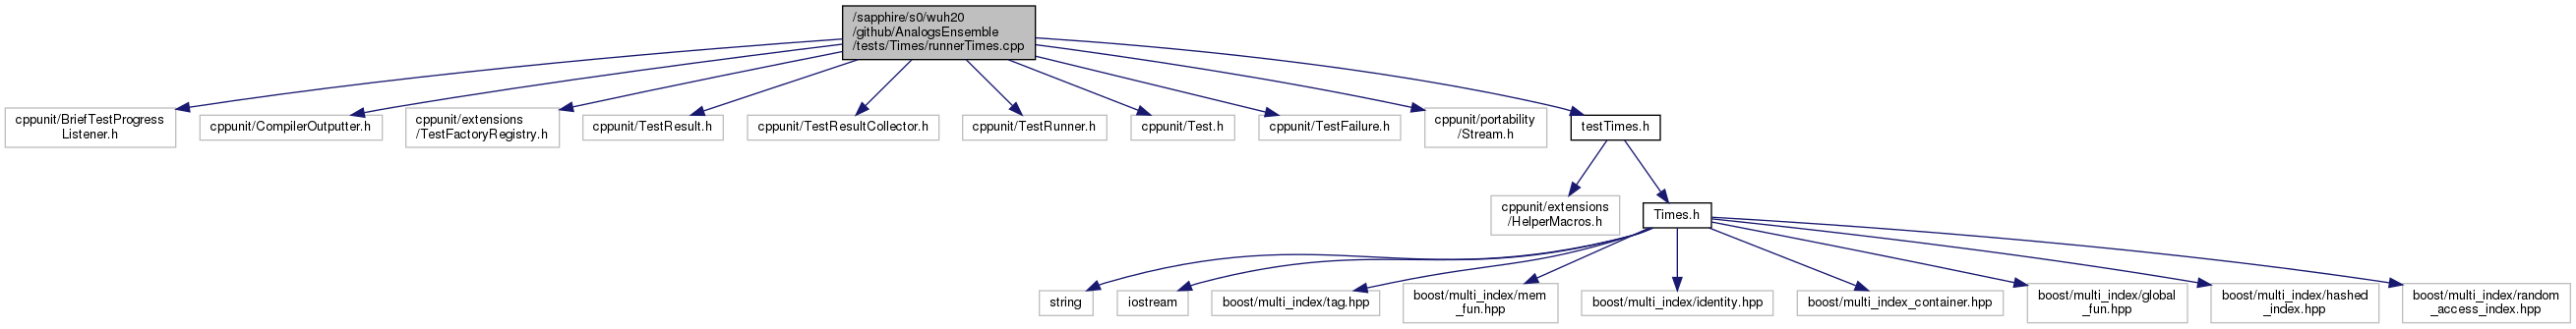 /sapphire/s0/wuh20
/github/AnalogsEnsemble
/tests/Times/runnerTimes.cpp
cppunit/BriefTestProgress
Listener.h
cppunit/CompilerOutputter.h
cppunit/extensions
/TestFactoryRegistry.h
cppunit/TestResult.h
cppunit/TestResultCollector.h
cppunit/TestRunner.h
cppunit/Test.h
cppunit/TestFailure.h
cppunit/portability
/Stream.h
testTimes.h
cppunit/extensions
/HelperMacros.h
Times.h
string
iostream
boost/multi_index/tag.hpp
boost/multi_index/mem
_fun.hpp
boost/multi_index/identity.hpp
boost/multi_index_container.hpp
boost/multi_index/global
_fun.hpp
boost/multi_index/hashed
_index.hpp
boost/multi_index/random
_access_index.hpp